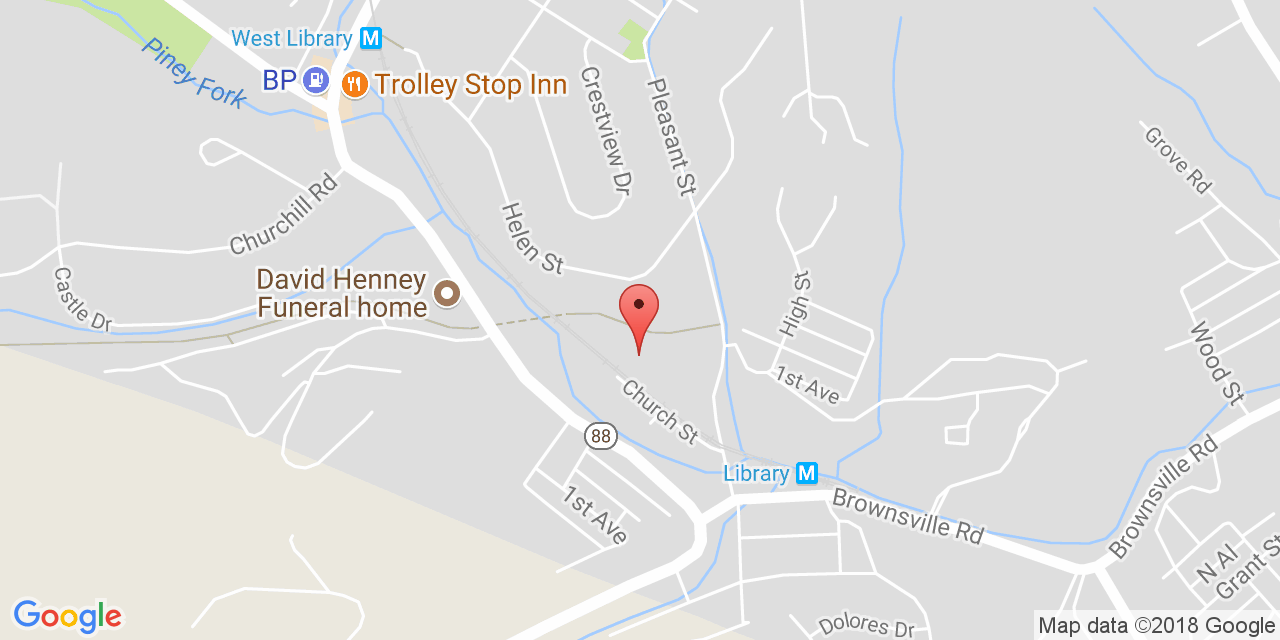 West Library M
Piney Fork
BP
Trolley Stop Inn
Crestview Dr
Pleasant St
Grove Rd
Churchill Rd
Helen St
Castle Dr
David Henney
Funeral home
High St
Wood St
1st Ave
Church St
88
Library M
1st Ave
Brownsville Rd
Brownsville Rd
N Al
Grant St
Dolores Dr
Google
Map data ©2018 Google